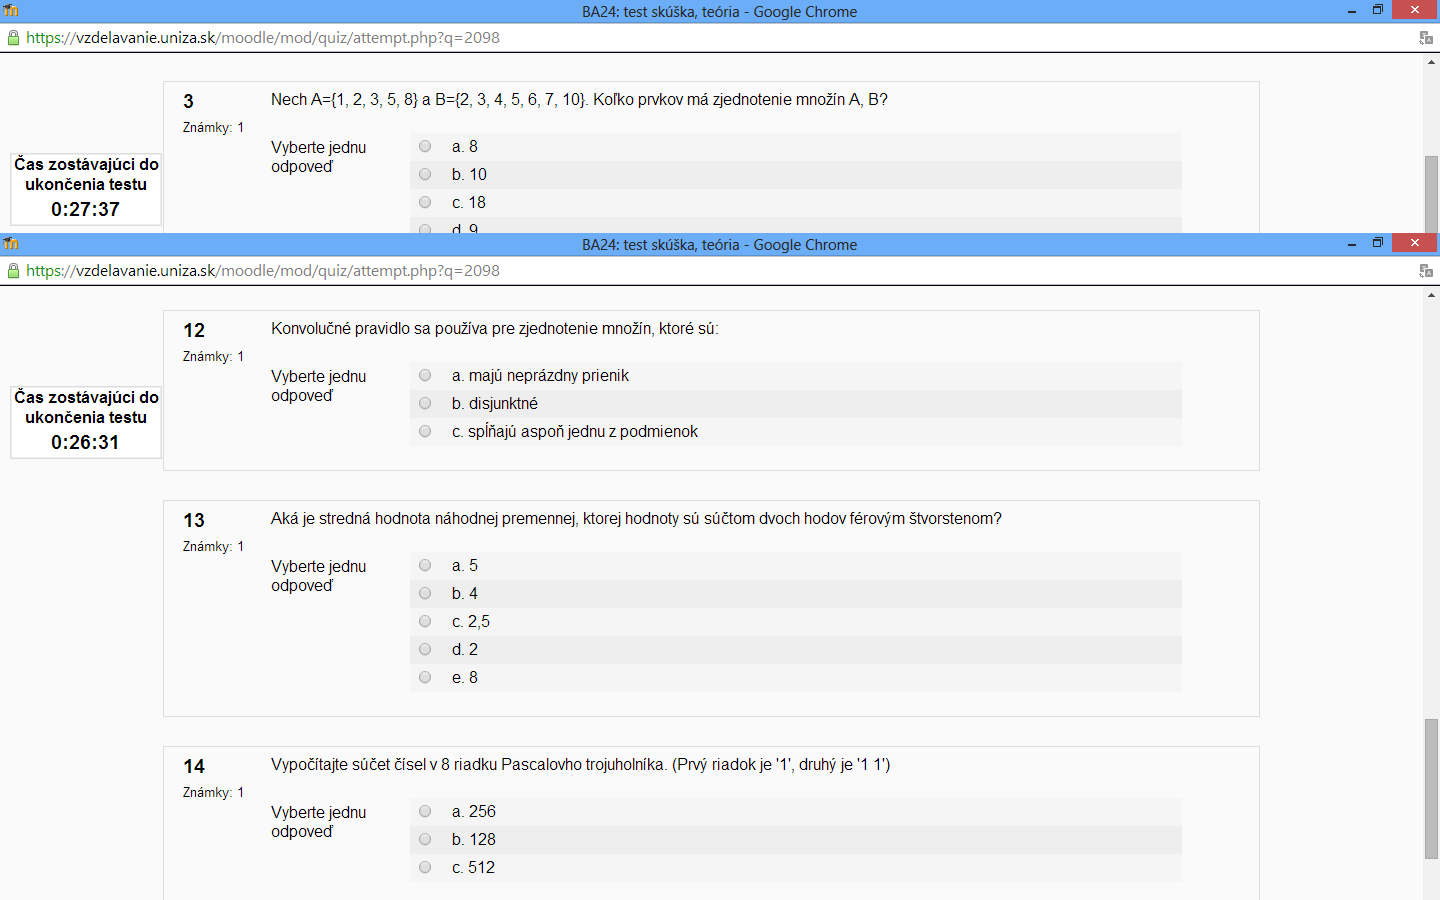 BA24: test skúška, teória - Google Chrome
https://vzdelavanie.uniza.sk/moodle/mod/quiz/attempt.php?q=2098
3
Známky: 1
Nech A={1, 2, 3, 5, 8} a B={2, 3, 4, 5, 6, 7, 10}. Koľko prvkov má zjednotenie množín A, B?
Vyberte jednu
odpoveď
a. 8
b. 10
c. 18
d. 9
Čas zostávajúci do
ukončenia testu
0:27:37
BA24: test skúška, teória - Google Chrome
https://vzdelavanie.uniza.sk/moodle/mod/quiz/attempt.php?q=2098
12
Známky: 1
Konvolučné pravidlo sa používa pre zjednotenie množín, ktoré sú:
Vyberte jednu
odpoveď
a. majú neprázdny prienik
b. disjunktné
c. spĺňajú aspoň jednu z podmienok
Čas zostávajúci do
ukončenia testu
0:26:31
13
Známky: 1
Aká je stredná hodnota náhodnej premennej, ktorej hodnoty sú súčtom dvoch hodov férovým štvorstenom?
Vyberte jednu
odpoveď
a. 5
b. 4
c. 2,5
d. 2
e. 8
14
Známky: 1
Vypočítajte súčet čísel v 8 riadku Pascalovho trojuholníka. (Prvý riadok je '1', druhý je '1 1')
Vyberte jednu
odpoveď
a. 256
b. 128
c. 512